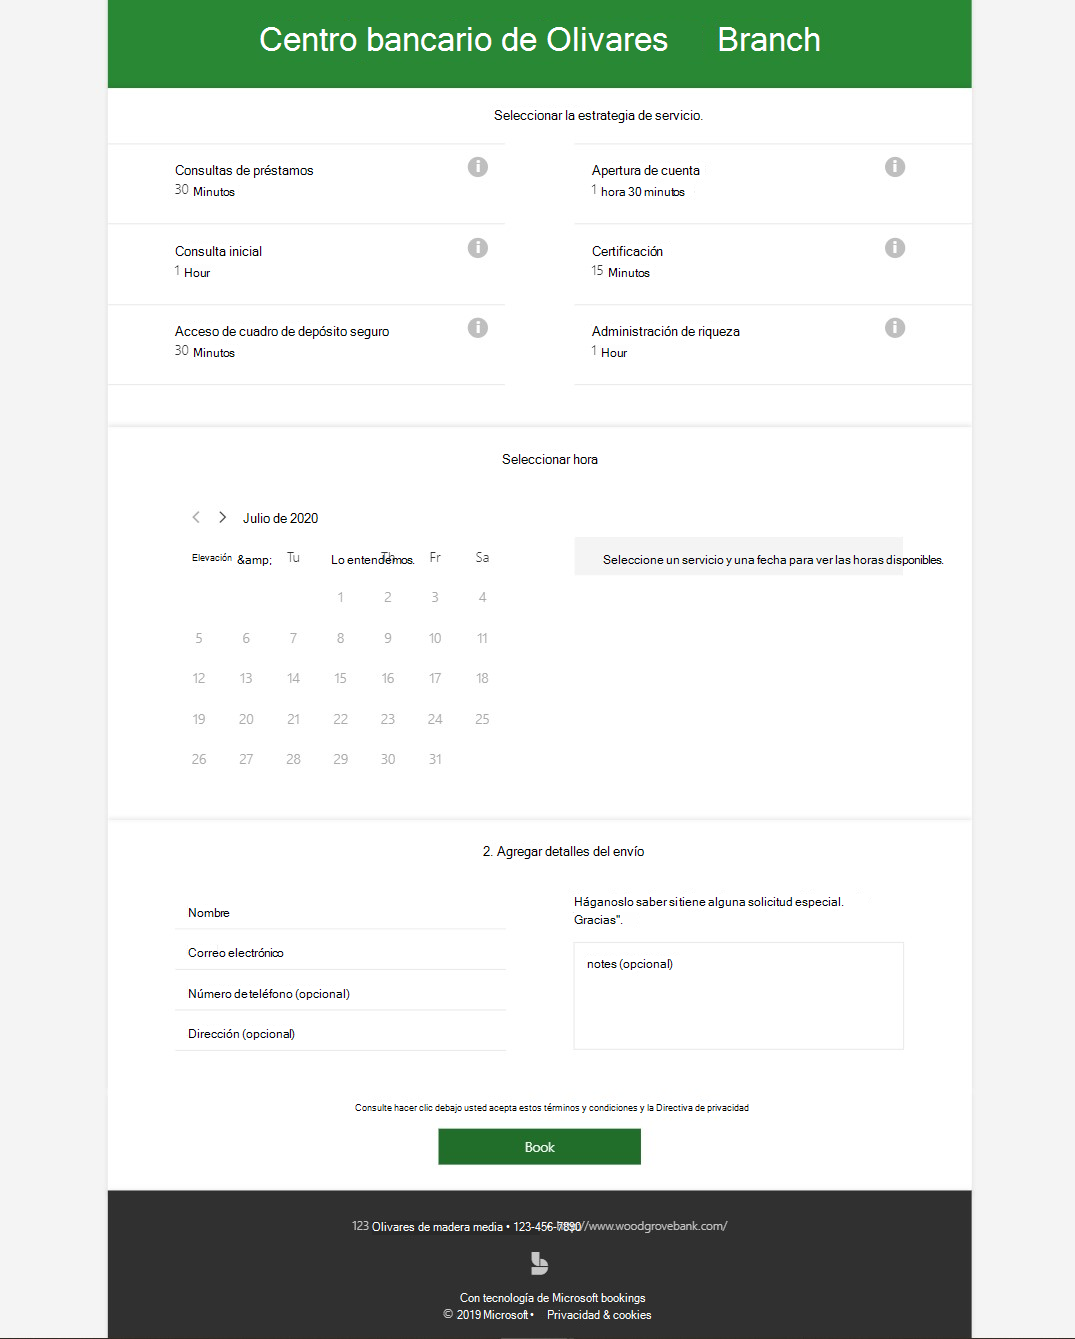 Centro bancario de Olivares Branch
Seleccionar la estrategia de servicio.
Consultas de préstamos
30 Minutos
Apertura de cuenta
1 hora 30 minutos
Consulta inicial
1 Hour
Certificación
15 Minutos
Acceso de cuadro de depósito seguro
30 Minutos
Administración de riqueza
1 Hour
Seleccionar hora
Julio de 2020
Elevación &amp; Tu Lo entendemos. Th Fr Sa
1 2 3 4
5 6 7 8 9 10 11
12 13 14 15 16 17 18
19 20 21 22 23 24 25
26 27 28 29 30 31
Seleccione un servicio y una fecha para ver las horas disponibles.
2. Agregar detalles del envío
Nombre
Correo electrónico
Número de teléfono (opcional)
Dirección (opcional)
Háganoslo saber si tiene alguna solicitud especial.
Gracias".
notes (opcional)
Consulte hacer clic debajo usted acepta estos términos y condiciones y la Directiva de privacidad
Book
123 Olivares de madera media • 123-456-7890 http://www.woodgrovebank.com/
Con tecnología de Microsoft bookings
© 2019 Microsoft • Privacidad & cookies